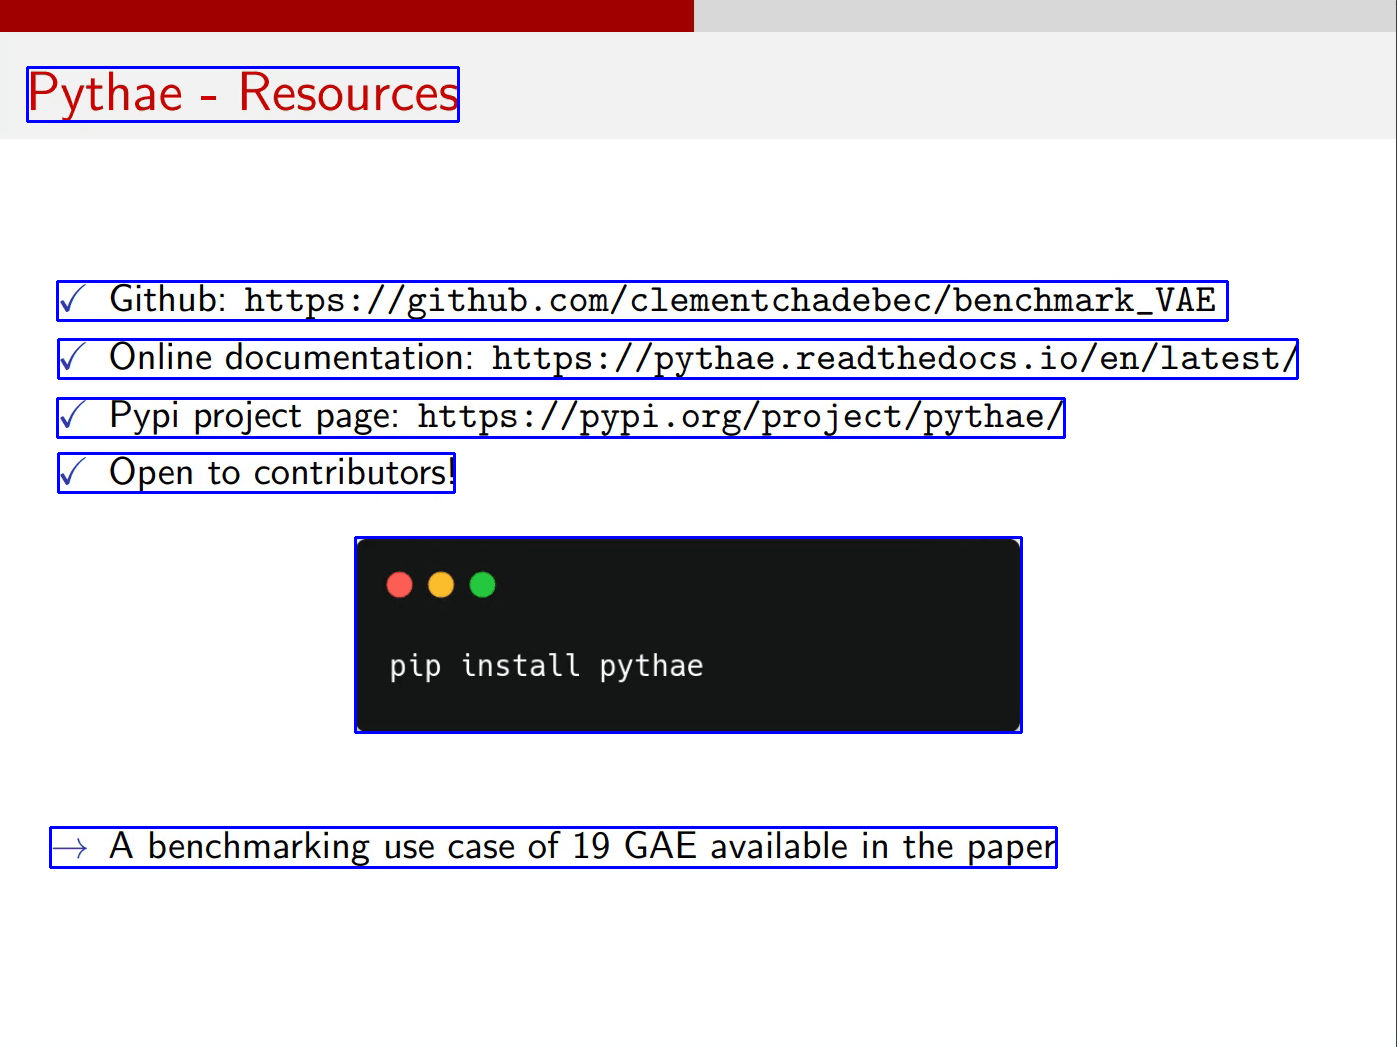 Pythae - Resources
✓ Github: https://github.com/clementchadebec/benchmark_VAE
✓ Online documentation: https://pythae.readthedocs.io/en/latest/
✓ Pypi project page: https://pypi.org/project/pythae/
✓ Open to contributors!
pip install pythae
→ A benchmarking use case of 19 GAE available in the paper